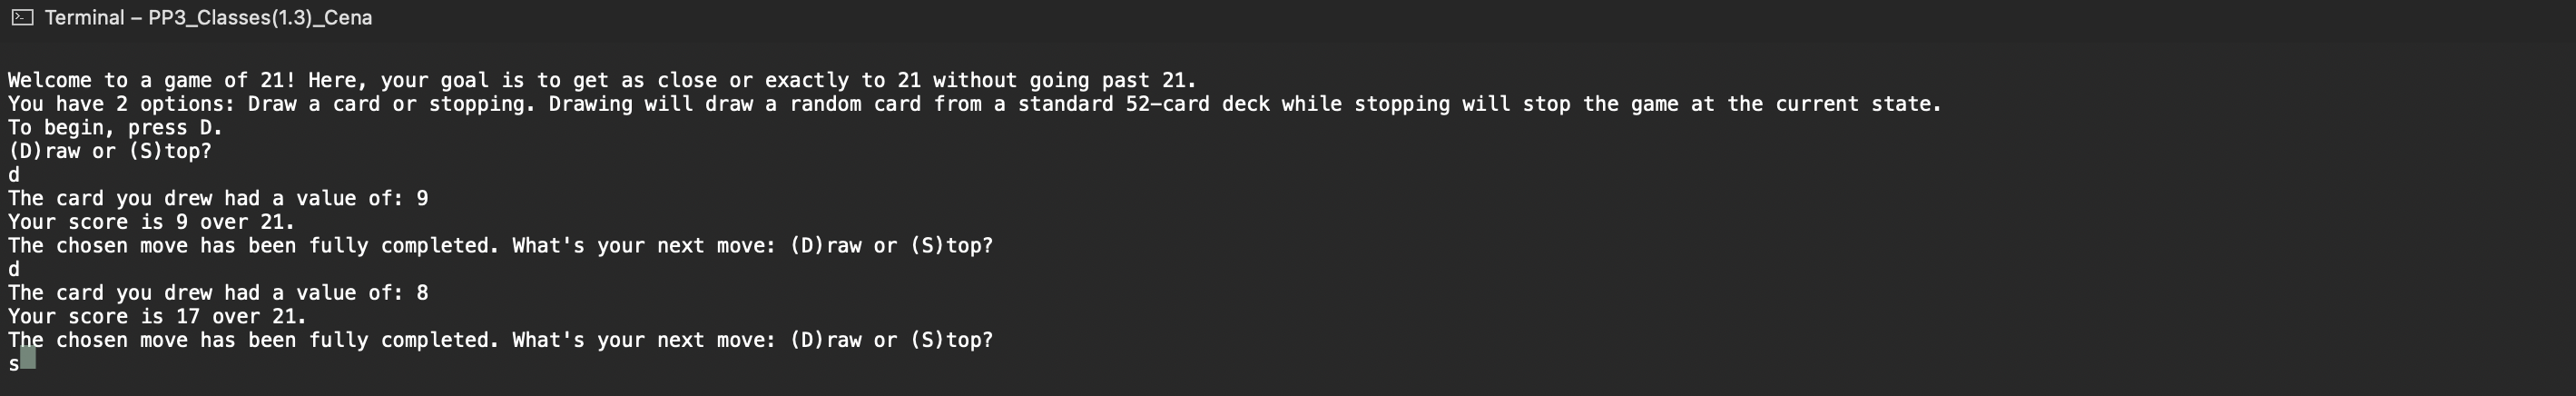 Terminal – PP3_Classes(1.3)_Cena
Welcome to a game of 21! Here, your goal is to get as close or exactly to 21 without going past 21.
You have 2 options: Draw a card or stopping. Drawing will draw a random card from a standard 52-card deck while stopping will stop the game at the current state.
To begin, press D.
(D)raw or (S)top?
d
The card you drew had a value of: 9
Your score is 9 over 21.
The chosen move has been fully completed. What's your next move: (D)raw or (S)top?
d
The card you drew had a value of: 8
Your score is 17 over 21.
The chosen move has been fully completed. What's your next move: (D)raw or (S)top?
s